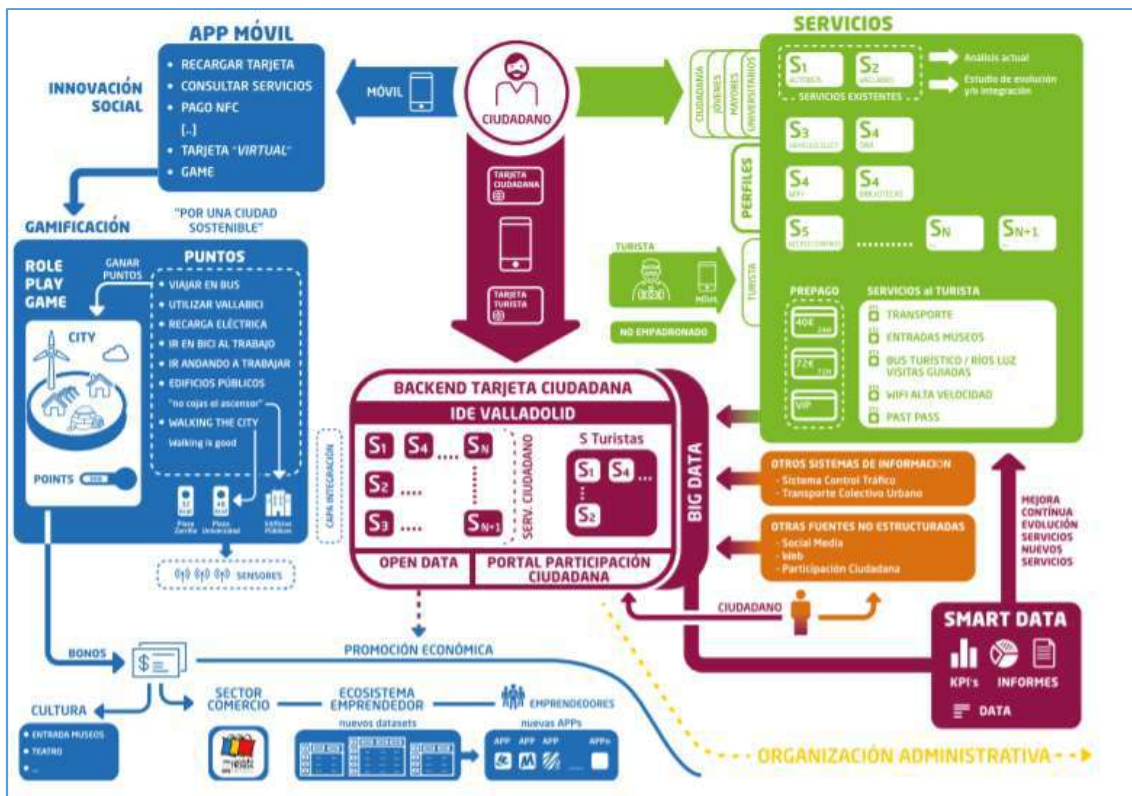 APP MÓVIL
RECARGAR TARJETA
CONSULTAR SERVICIOS
PAGO NFC
[..]
TARJETA "VIRTUAL"
GAME
INNOVACIÓN
SOCIAL
MÓVIL
CIUDADANO
TARJETA
CIUDADANA
TARJETA
TURISTA
SERVICIOS
CIUDADANÍA
JÓVENES
MAYORES
UNIVERSITARIOS
PERFILES
TURISTA
S1
S2
SERVICIOS EXISTENTES
Análisis actual
Estudio de evolución
y/o integración
S3
S4
S4
WIFI
S4
BIBLIOTECAS
S5
SN
SN+1
TURISTA
MÓVIL
NO EMPADRONADO
PREPAGO
40€
24H
72€
72H
VIP
SERVICIOS al TURISTA
TRANSPORTE
ENTRADAS MUSEOS
BUS TURÍSTICO / RÍOS LUZ
VISITAS GUIADAS
WIFI ALTA VELOCIDAD
PAST PASS
GAMIFICACIÓN
"POR UNA CIUDAD
SOSTENIBLE"
ROLE
PLAY
GAME
GANAR
PUNTOS
PUNTOS
VIAJAR EN BUS
UTILIZAR VALLABICI
RECARGA ELÉCTRICA
IR EN BICI AL TRABAJO
IR ANDANDO A TRABAJAR
EDIFICIOS PÚBLICOS
"no cojas el ascensor"
WALKING THE CITY
Walking is good
CITY
POINTS
Plaza
Zorrilla
Plaza
Universidad
Edificios
Públicos
SENSORES
CAPA INTEGRACIÓN
BACKEND TARJETA CIUDADANA
IDE VALLADOLID
S1 S4 .... SN
S2 ....
S3 .... SN+1
SERV. CIUDADANO
S Turistas
S1 S4 ...
S2
BIG DATA
OPEN DATA
PORTAL PARTICIPACIÓN
CIUDADANA
OTROS SISTEMAS DE INFORMACIÓN
- Sistema Control Tráfico
- Transporte Colectivo Urbano
OTRAS FUENTES NO ESTRUCTURADAS
- Social Media
- Web
- Participación Ciudadana
CIUDADANO
MEJORA
CONTÍNUA
EVOLUCIÓN
SERVICIOS
NUEVOS
SERVICIOS
SMART DATA
KPI's
INFORMES
DATA
BONOS
PROMOCIÓN ECONÓMICA
CULTURA
ENTRADA MUSEOS
TEATRO
...
SECTOR
COMERCIO
ECOSISTEMA
EMPRENDEDOR
nuevos datasets
EMPRENDEDORES
nuevas APPs
APP APP APP APPn
ORGANIZACIÓN ADMINISTRATIVA